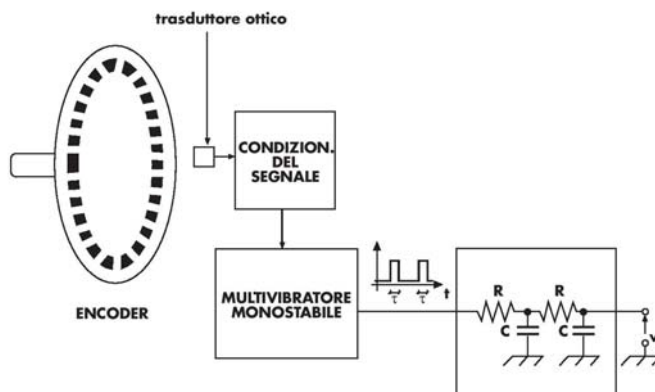 trasduttore ottico
CONDIZION.
DEL
SEGNALE
ENCODER
MULTIVIBRATORE
MONOSTABILE
τ τ t
R R
C C
v